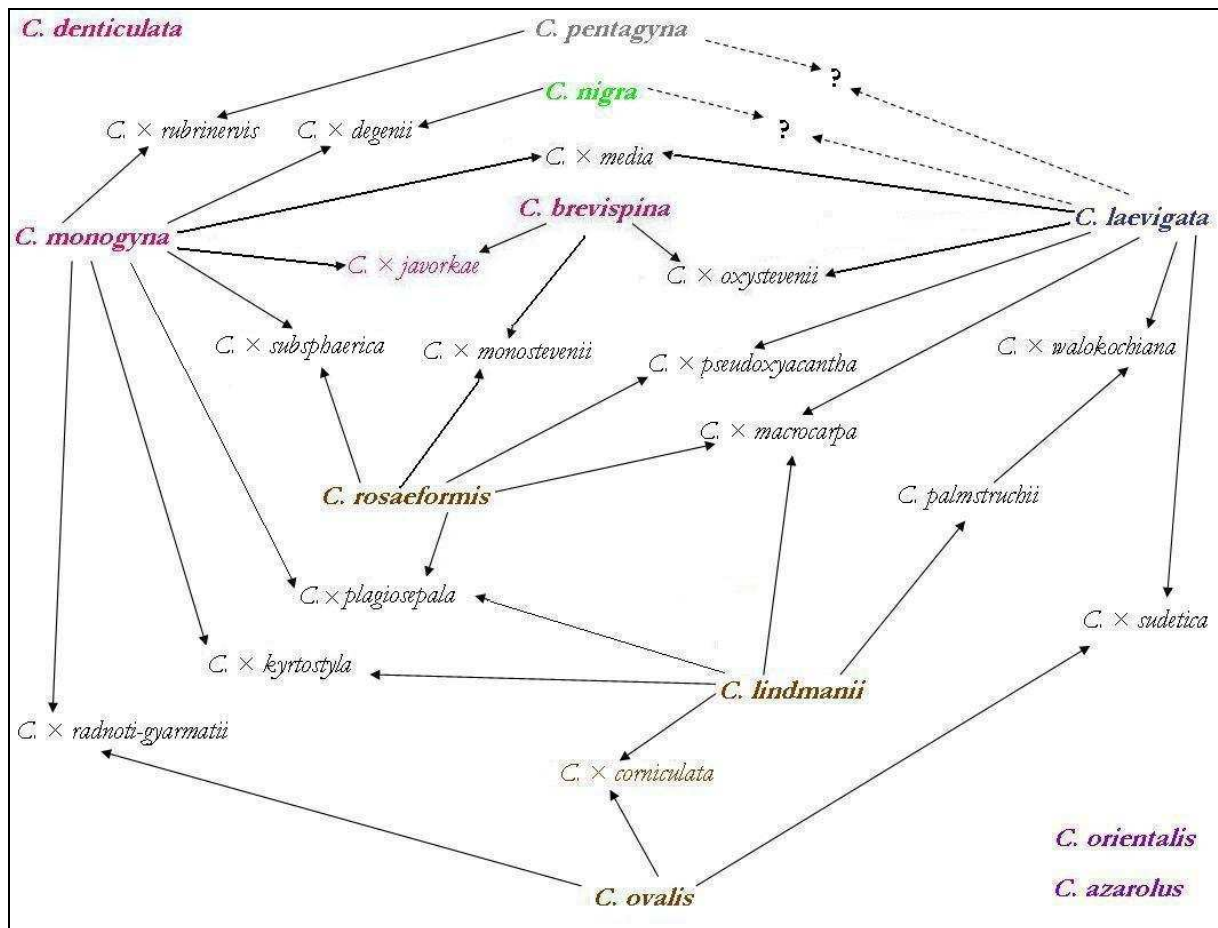 C. denticulata
C. pentagyna
?
C. nigra
C. × rubrinervis
C. × degenii
?
C. × media
C. brevispina
C. laevigata
C. monogyna
C. × javorkae
C. × oxystevenii
C. × subsphaerica
C. × monostevenii
C. × pseudoxyacantha
C. × walokochiana
C. × macrocarpa
C. rosaeformis
C. palmstruchii
C. × plagiosepala
C. × sudetica
C. × kyrtostyla
C. lindmanii
C. × radnoti-gyarmatii
C. × corniculata
C. orientalis
C. azarolus
C. ovalis